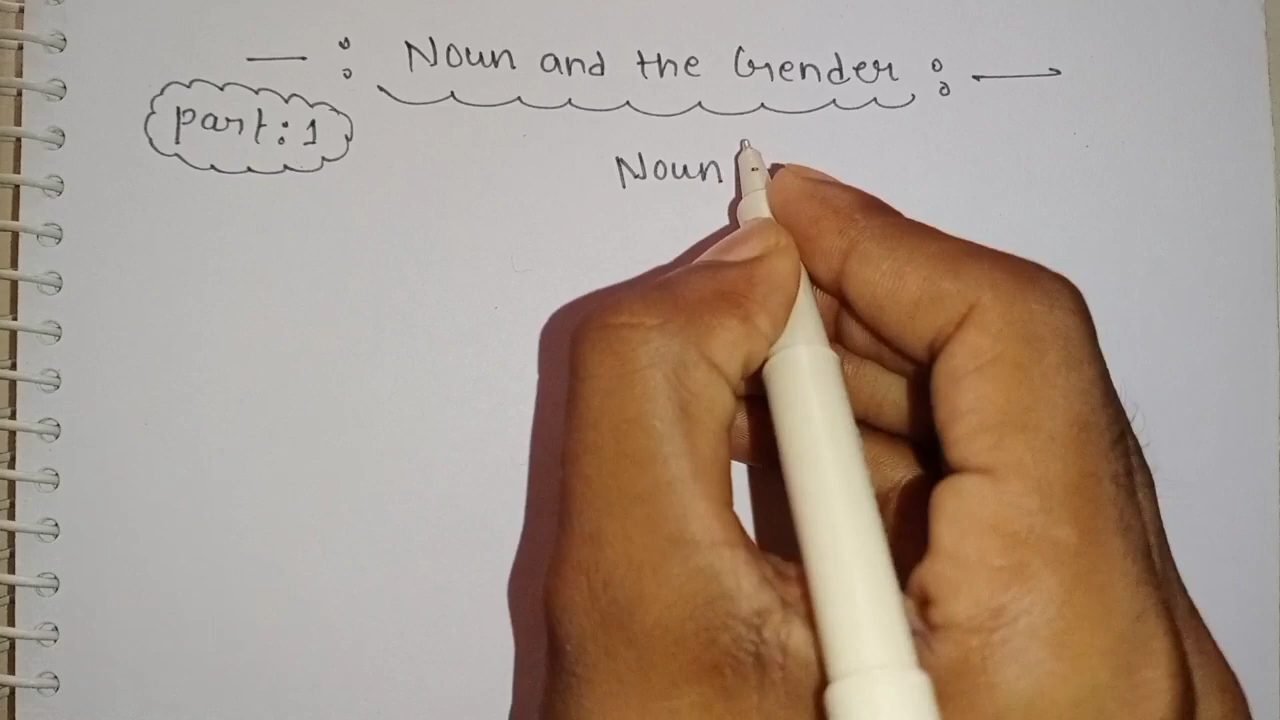 — : Noun and the Gender : —
Part : 1
Noun